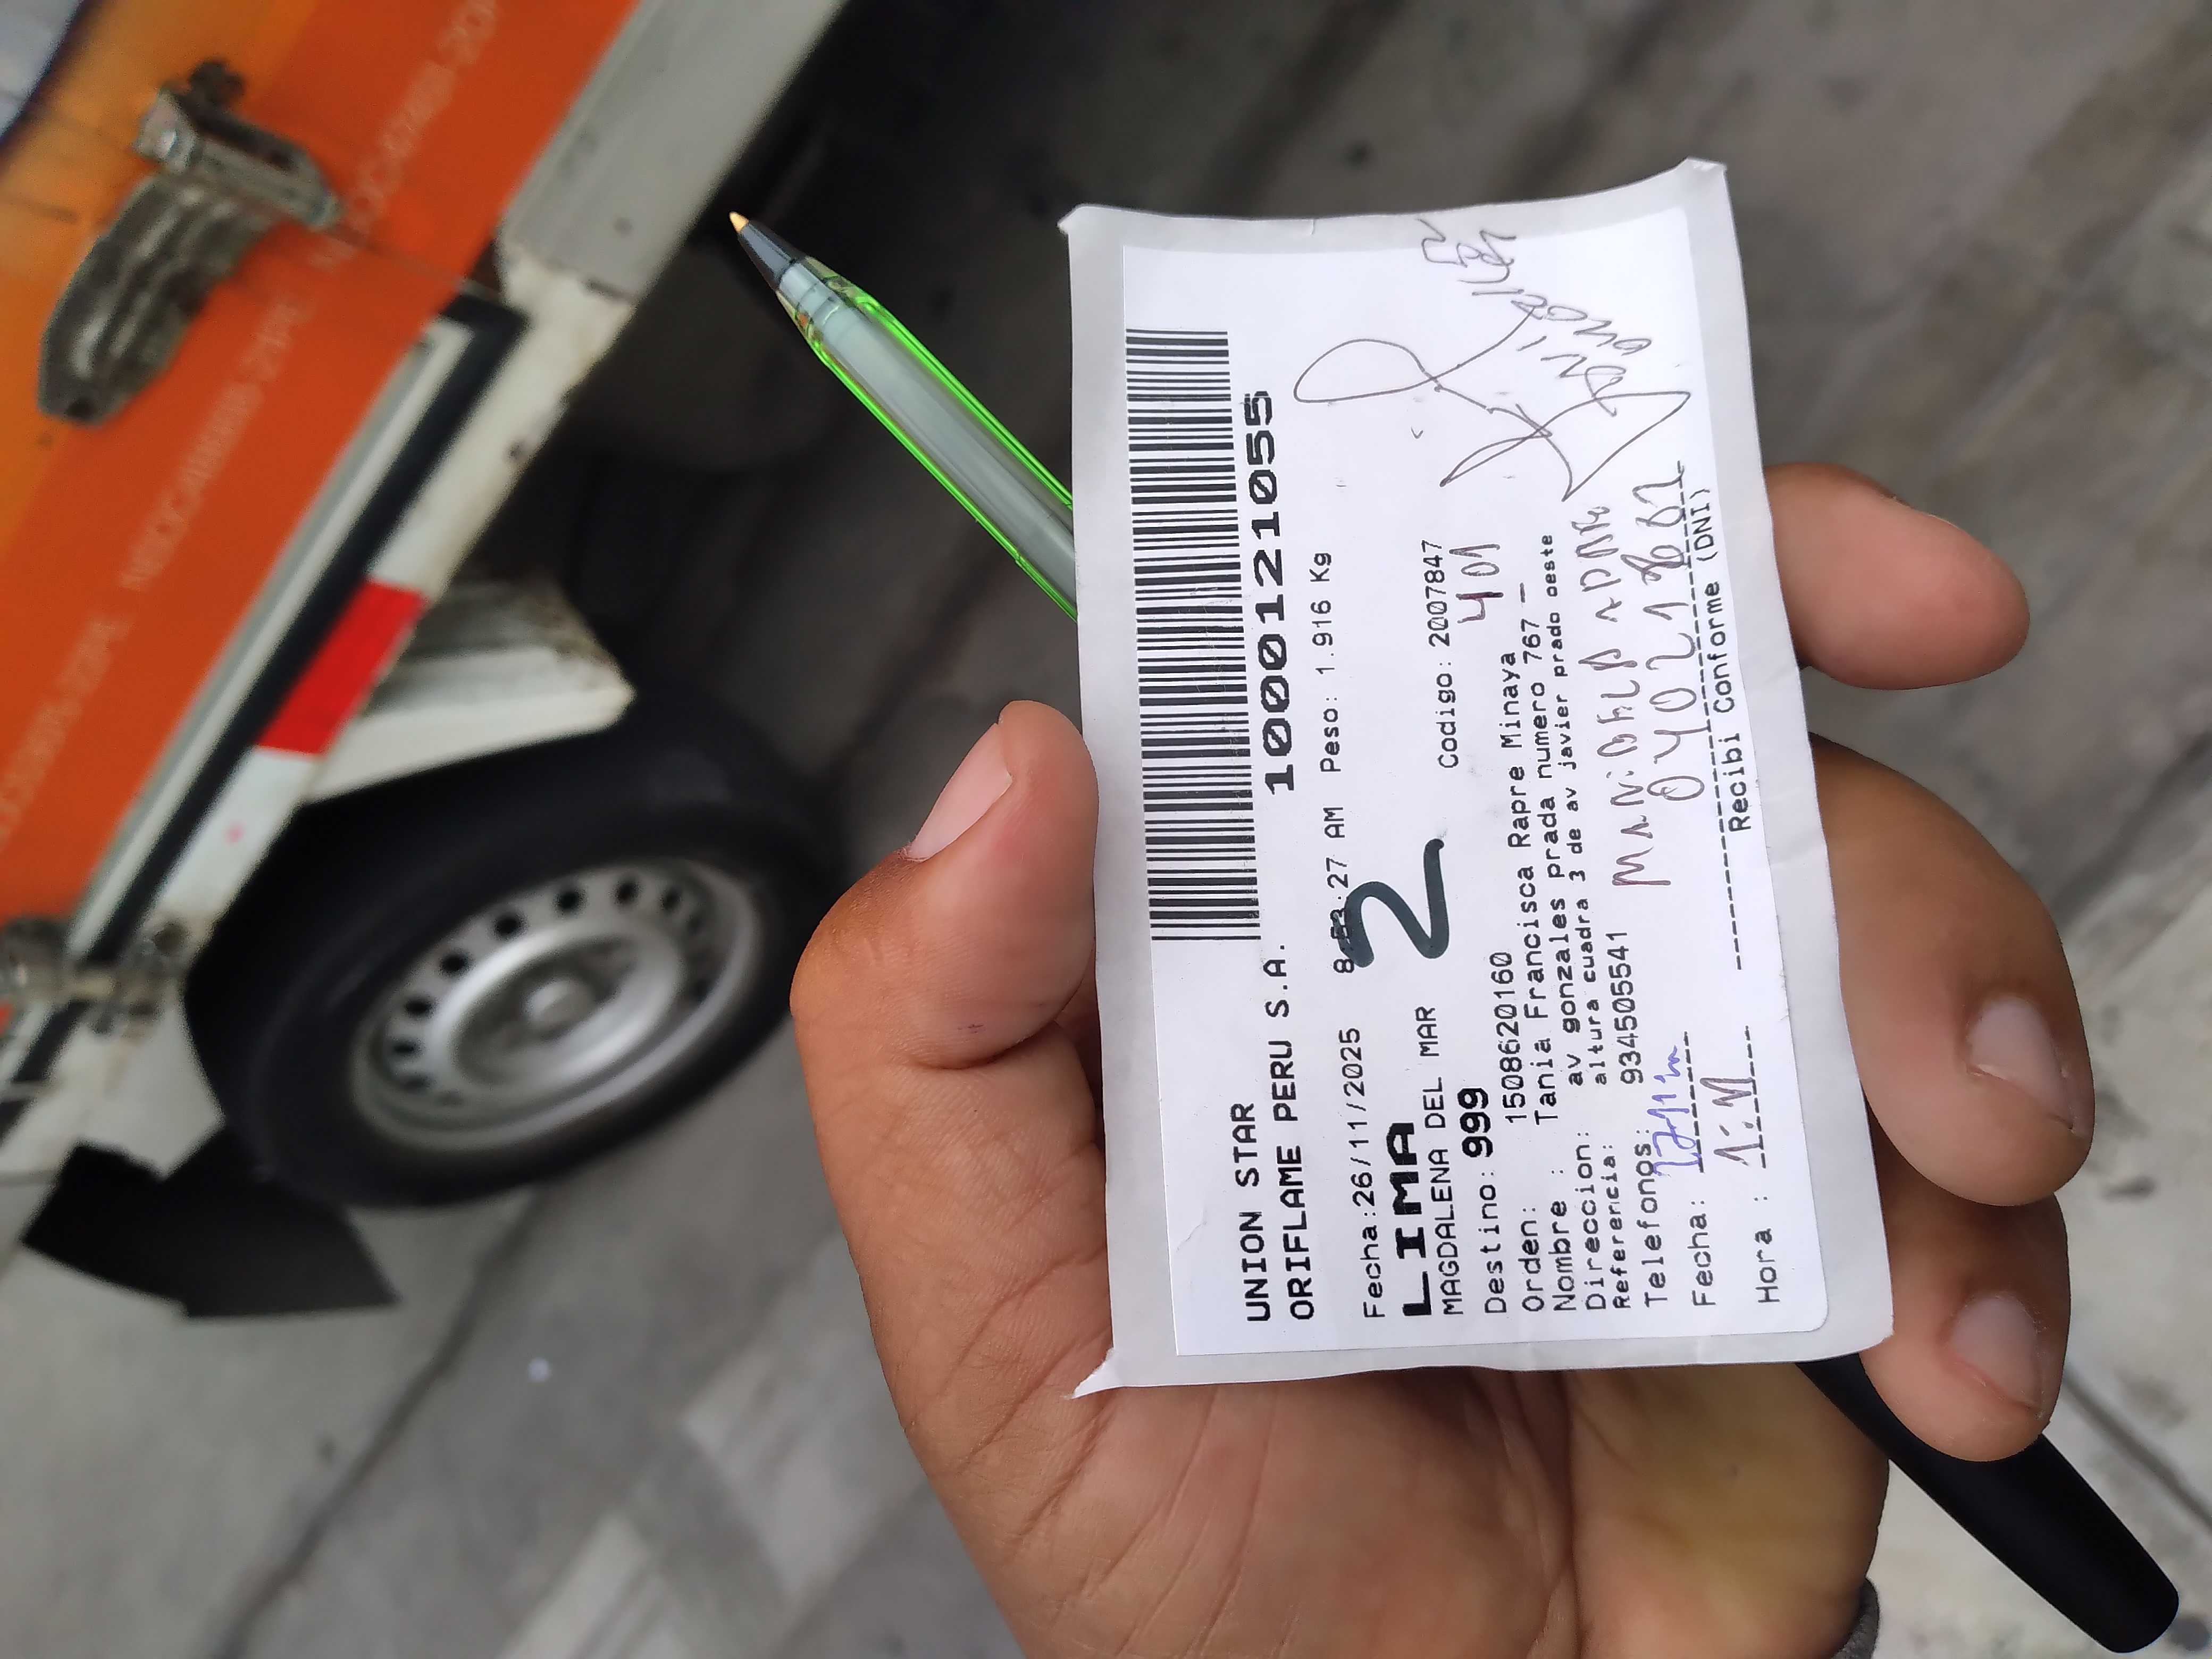 UNION STAR
ORIFLAME PERU S.A. 1000121055
Fecha:26/11/2025 27 AM Peso: 1.916 Kg
LIMA 2
MAGDALENA DEL MAR Codigo: 2007847
Destino: 999 401
Orden: 1508620160
Nombre : Tania Francisca Rapre Minaya
Direccion: av gonzales prada numero 767 —
Referencia: altura cuadra 3 de av javier prado oeste
Telefonos: 934505541
Fecha:
Hora :
Recibi Conforme (DNI)